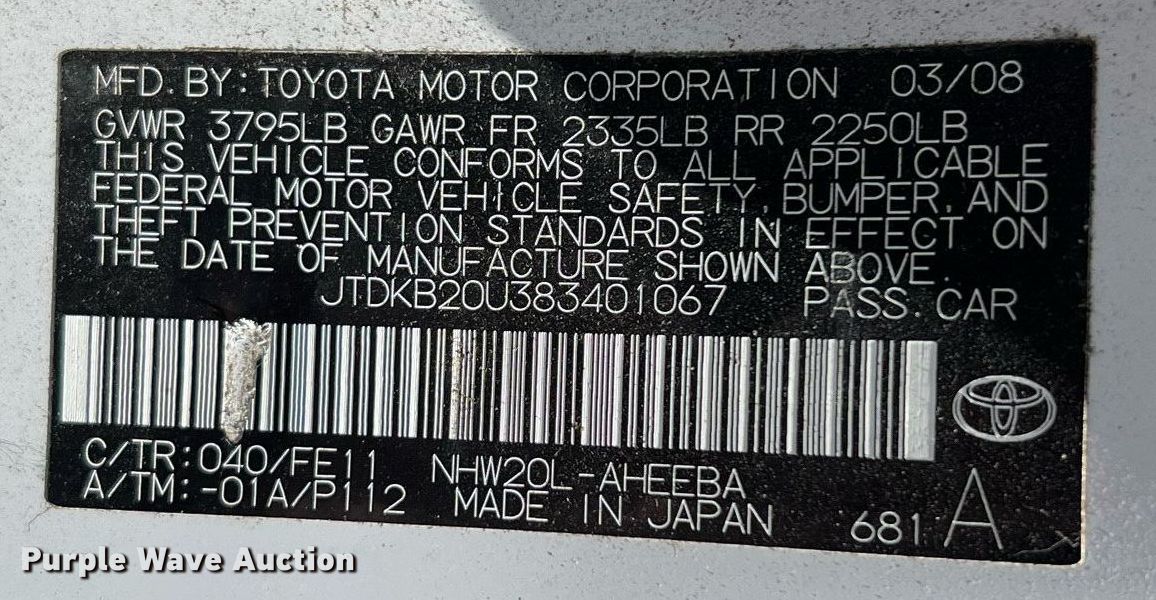 MFD. BY: TOYOTA MOTOR CORPORATION 03/08
GVWR 3795LB GAWR FR 2335LB RR 2250LB
THIS VEHICLE CONFORMS TO ALL APPLICABLE
FEDERAL MOTOR VEHICLE SAFETY, BUMPER, AND
THEFT PREVENTION STANDARDS IN EFFECT ON
THE DATE OF MANUFACTURE SHOWN ABOVE.
JTDKB20U383401067 PASS. CAR
C/TR: 040/FE11 NHW20L-AHEEBA
A/TM: -01A/P112 MADE IN JAPAN 681 A
Purple Wave Auction